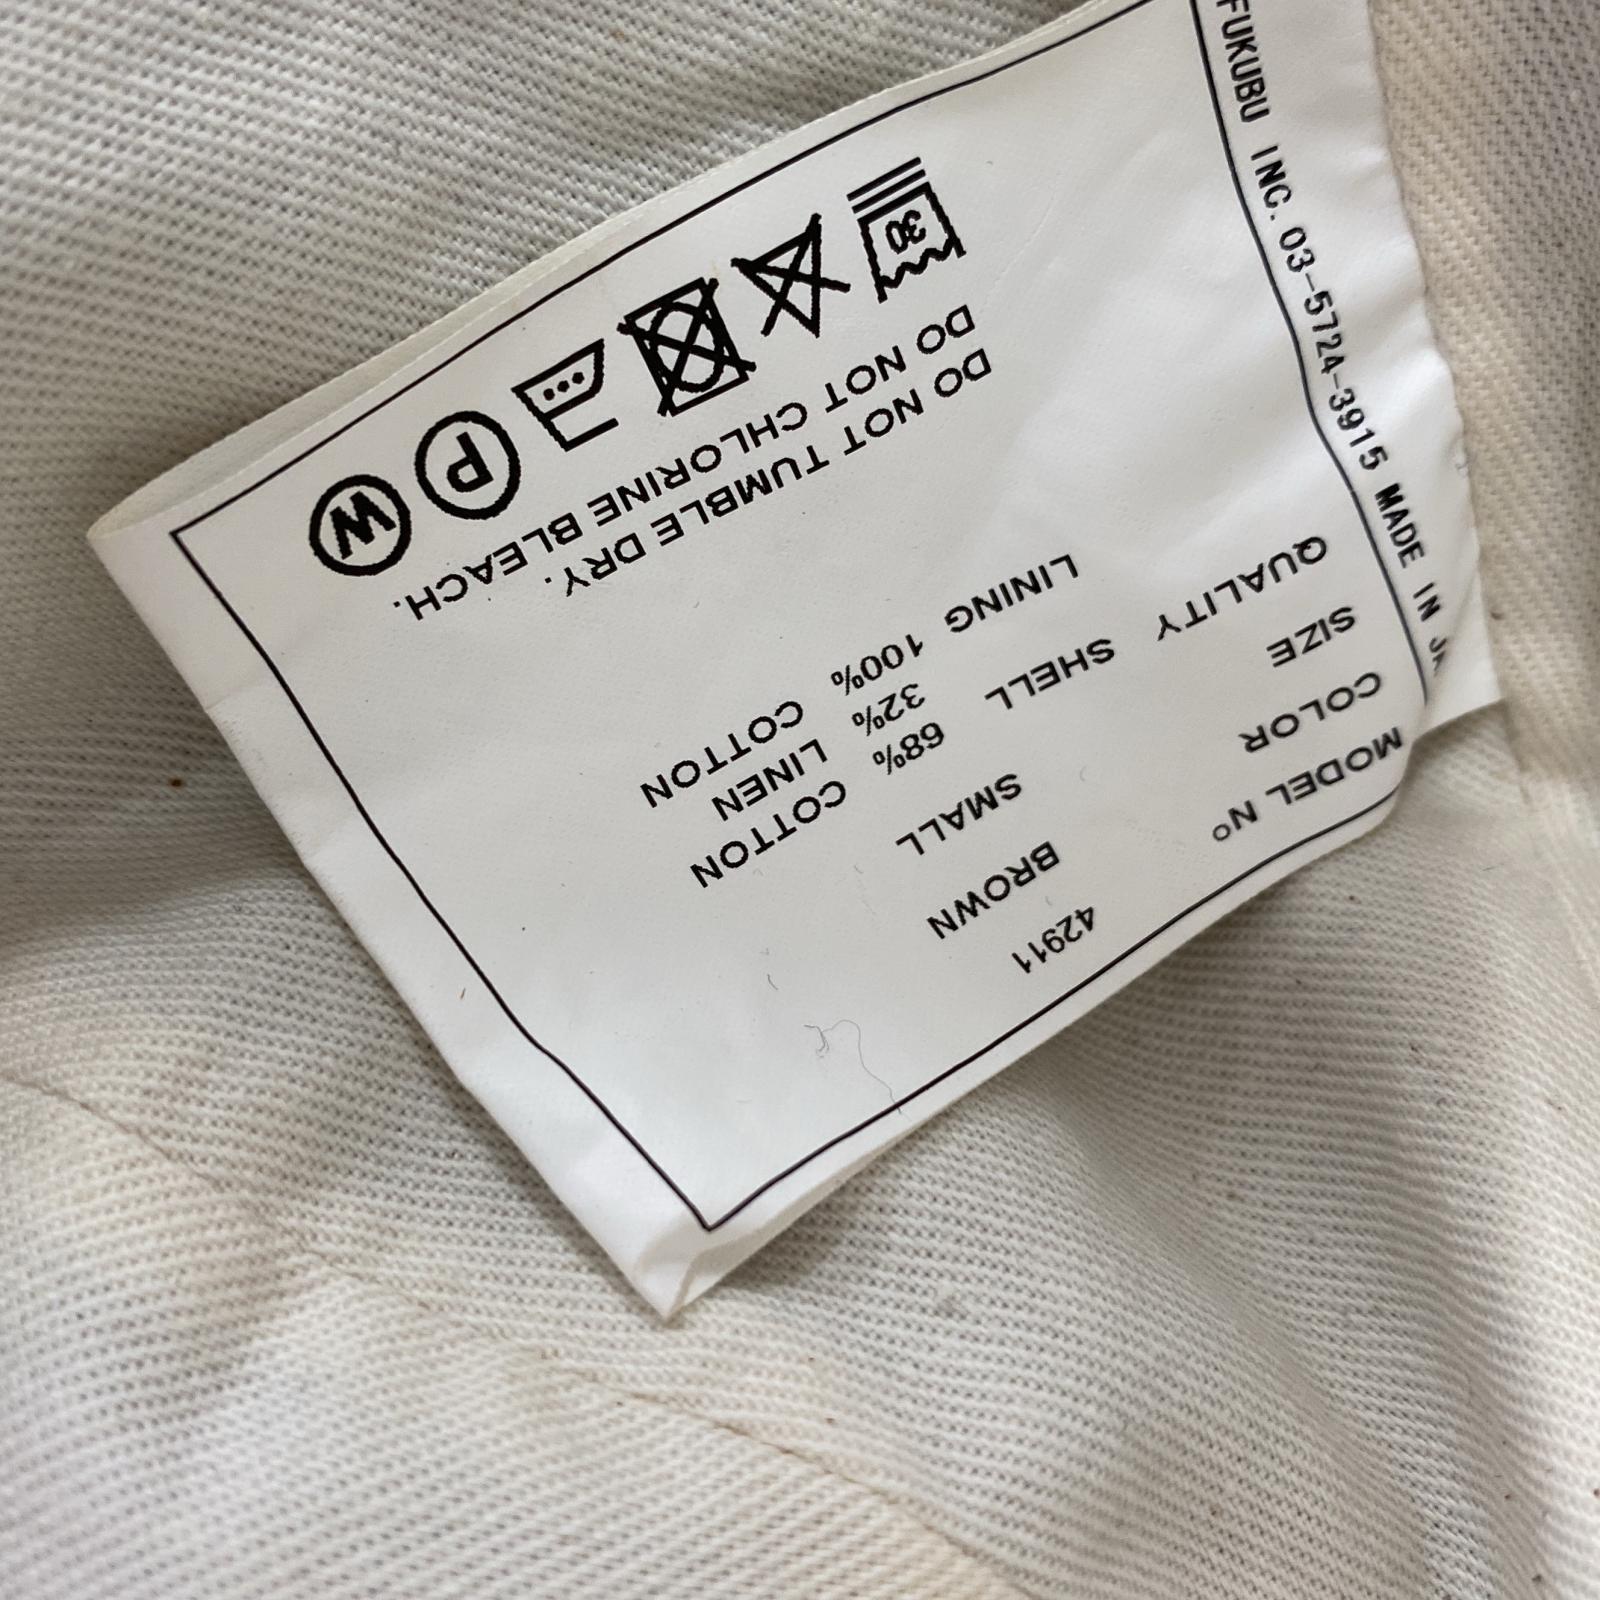 MODEL Nº 42911
COLOR BROWN
SIZE SMALL
QUALITY SHELL 68% COTTON
32% LINEN
LINING 100% COTTON
DO NOT TUMBLE DRY.
DO NOT CHLORINE BLEACH.
30
P W
FUKUBU INC. 03-5724-3915 MADE IN